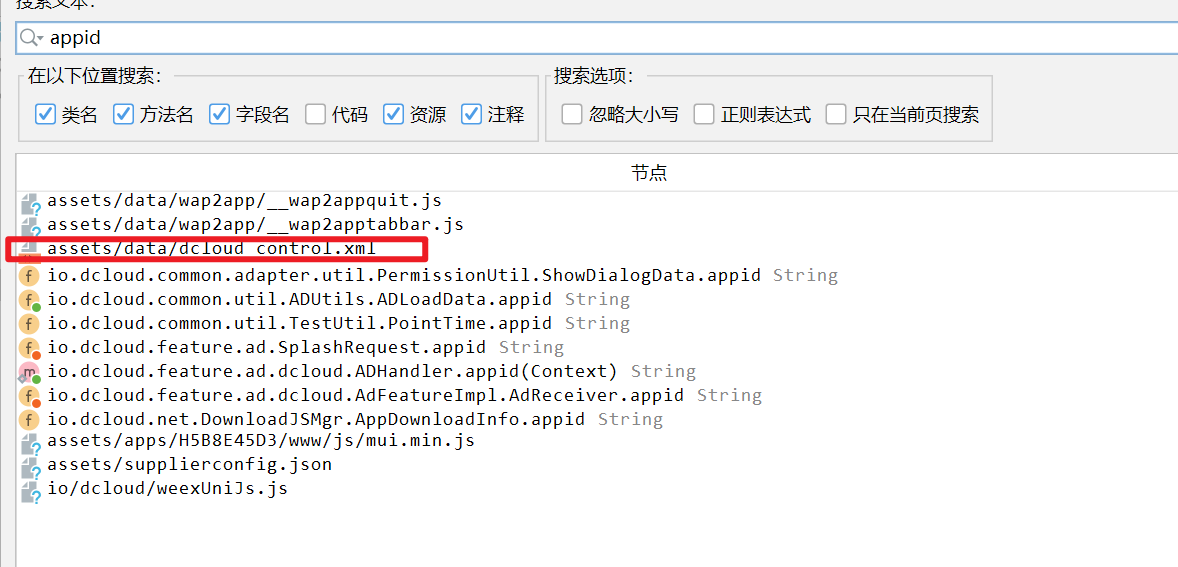 搜索文本：
appid
在以下位置搜索： 搜索选项：
类名 方法名 字段名 代码 资源 注释 忽略大小写 正则表达式 只在当前页搜索
节点
assets/data/wap2app/__wap2appquit.js
assets/data/wap2app/__wap2apptabbar.js
assets/data/dcloud_control.xml
io.dcloud.common.adapter.util.PermissionUtil.ShowDialogData.appid String
io.dcloud.common.util.ADUtils.ADLoadData.appid String
io.dcloud.common.util.TestUtil.PointTime.appid String
io.dcloud.feature.ad.SplashRequest.appid String
io.dcloud.feature.ad.dcloud.ADHandler.appid(Context) String
io.dcloud.feature.ad.dcloud.AdFeatureImpl.AdReceiver.appid String
io.dcloud.net.DownloadJSMgr.AppDownloadInfo.appid String
assets/apps/H5B8E45D3/www/js/mui.min.js
assets/supplierconfig.json
io/dcloud/weexUniJs.js